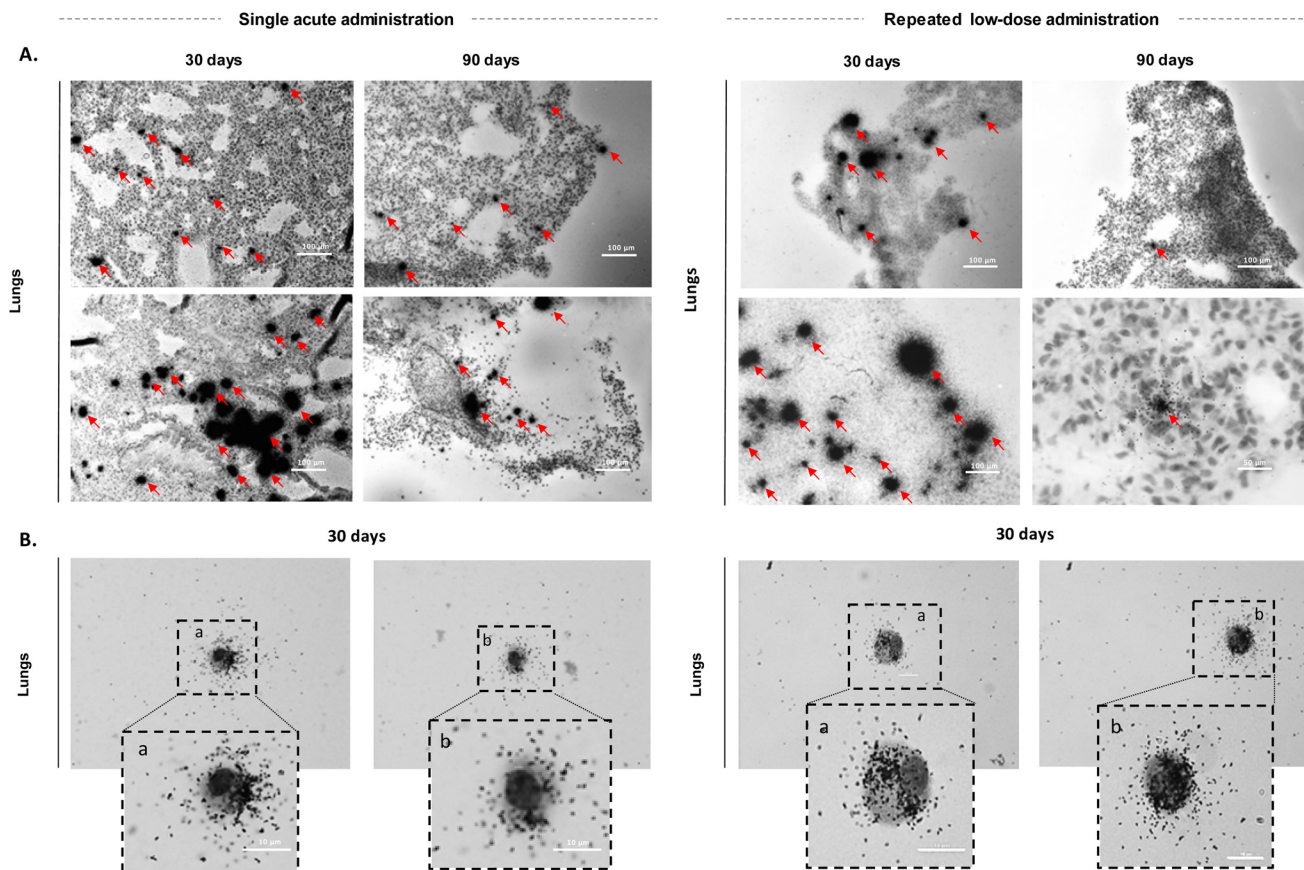 Single acute administration
Repeated low-dose administration
A.
30 days
90 days
30 days
90 days
Lungs
100 µm
100 µm
100 µm
100 µm
Lungs
100 µm
100 µm
100 µm
50 µm
B.
30 days
30 days
Lungs
a
b
a
b
10 µm
a
b
10 µm
Lungs
a
b
a
b